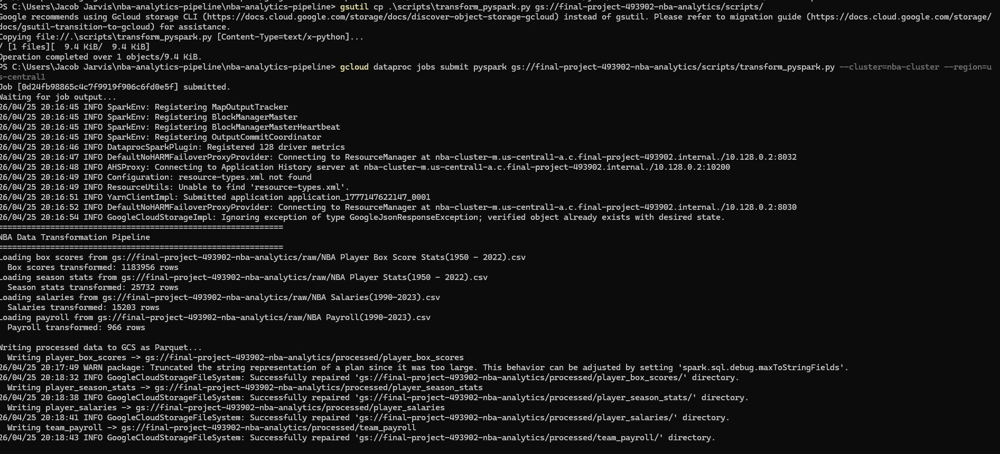 PS C:\Users\Jacob Jarvis\nba-analytics-pipeline\nba-analytics-pipeline> gsutil cp .\scripts\transform_pyspark.py gs://final-project-493902-nba-analytics/scripts/
Google recommends using Gcloud storage CLI (https://docs.cloud.google.com/storage/docs/discover-object-storage-gcloud) instead of gsutil. Please refer to migration guide (https://docs.cloud.google.com/storage/
docs/gsutil-transition-to-gcloud) for assistance.
Copying file://.\scripts\transform_pyspark.py [Content-Type=text/x-python]...
/ [1 files][  9.4 KiB/  9.4 KiB]
Operation completed over 1 objects/9.4 KiB.
PS C:\Users\Jacob Jarvis\nba-analytics-pipeline\nba-analytics-pipeline> gcloud dataproc jobs submit pyspark gs://final-project-493902-nba-analytics/scripts/transform_pyspark.py --cluster=nba-cluster --region=u
s-central1
Job [0d24fb98865c4c7f9919f906c6fd0e5f] submitted.
Waiting for job output...
26/04/25 20:16:45 INFO SparkEnv: Registering MapOutputTracker
26/04/25 20:16:45 INFO SparkEnv: Registering BlockManagerMaster
26/04/25 20:16:45 INFO SparkEnv: Registering BlockManagerMasterHeartbeat
26/04/25 20:16:45 INFO SparkEnv: Registering OutputCommitCoordinator
26/04/25 20:16:46 INFO DataprocSparkPlugin: Registered 128 driver metrics
26/04/25 20:16:47 INFO DefaultNoHARMFailoverProxyProvider: Connecting to ResourceManager at nba-cluster-m.us-central1-a.c.final-project-493902.internal./10.128.0.2:8032
26/04/25 20:16:48 INFO AHSProxy: Connecting to Application History server at nba-cluster-m.us-central1-a.c.final-project-493902.internal./10.128.0.2:10200
26/04/25 20:16:49 INFO Configuration: resource-types.xml not found
26/04/25 20:16:49 INFO ResourceUtils: Unable to find 'resource-types.xml'.
26/04/25 20:16:51 INFO YarnClientImpl: Submitted application application_1777147622147_0001
26/04/25 20:16:52 INFO DefaultNoHARMFailoverProxyProvider: Connecting to ResourceManager at nba-cluster-m.us-central1-a.c.final-project-493902.internal./10.128.0.2:8030
26/04/25 20:16:54 INFO GoogleCloudStorageImpl: Ignoring exception of type GoogleJsonResponseException; verified object already exists with desired state.
============================================================
NBA Data Transformation Pipeline
============================================================
Loading box scores from gs://final-project-493902-nba-analytics/raw/NBA Player Box Score Stats(1950 - 2022).csv
  Box scores transformed: 1183956 rows
Loading season stats from gs://final-project-493902-nba-analytics/raw/NBA Player Stats(1950 - 2022).csv
  Season stats transformed: 25732 rows
Loading salaries from gs://final-project-493902-nba-analytics/raw/NBA Salaries(1990-2023).csv
  Salaries transformed: 15203 rows
Loading payroll from gs://final-project-493902-nba-analytics/raw/NBA Payroll(1990-2023).csv
  Payroll transformed: 966 rows

Writing processed data to GCS as Parquet...
  Writing player_box_scores -> gs://final-project-493902-nba-analytics/processed/player_box_scores
26/04/25 20:17:49 WARN package: Truncated the string representation of a plan since it was too large. This behavior can be adjusted by setting 'spark.sql.debug.maxToStringFields'.
26/04/25 20:18:32 INFO GoogleCloudStorageFileSystem: Successfully repaired 'gs://final-project-493902-nba-analytics/processed/player_box_scores/' directory.
  Writing player_season_stats -> gs://final-project-493902-nba-analytics/processed/player_season_stats
26/04/25 20:18:38 INFO GoogleCloudStorageFileSystem: Successfully repaired 'gs://final-project-493902-nba-analytics/processed/player_season_stats/' directory.
  Writing player_salaries -> gs://final-project-493902-nba-analytics/processed/player_salaries
26/04/25 20:18:41 INFO GoogleCloudStorageFileSystem: Successfully repaired 'gs://final-project-493902-nba-analytics/processed/player_salaries/' directory.
  Writing team_payroll -> gs://final-project-493902-nba-analytics/processed/team_payroll
26/04/25 20:18:43 INFO GoogleCloudStorageFileSystem: Successfully repaired 'gs://final-project-493902-nba-analytics/processed/team_payroll/' directory.